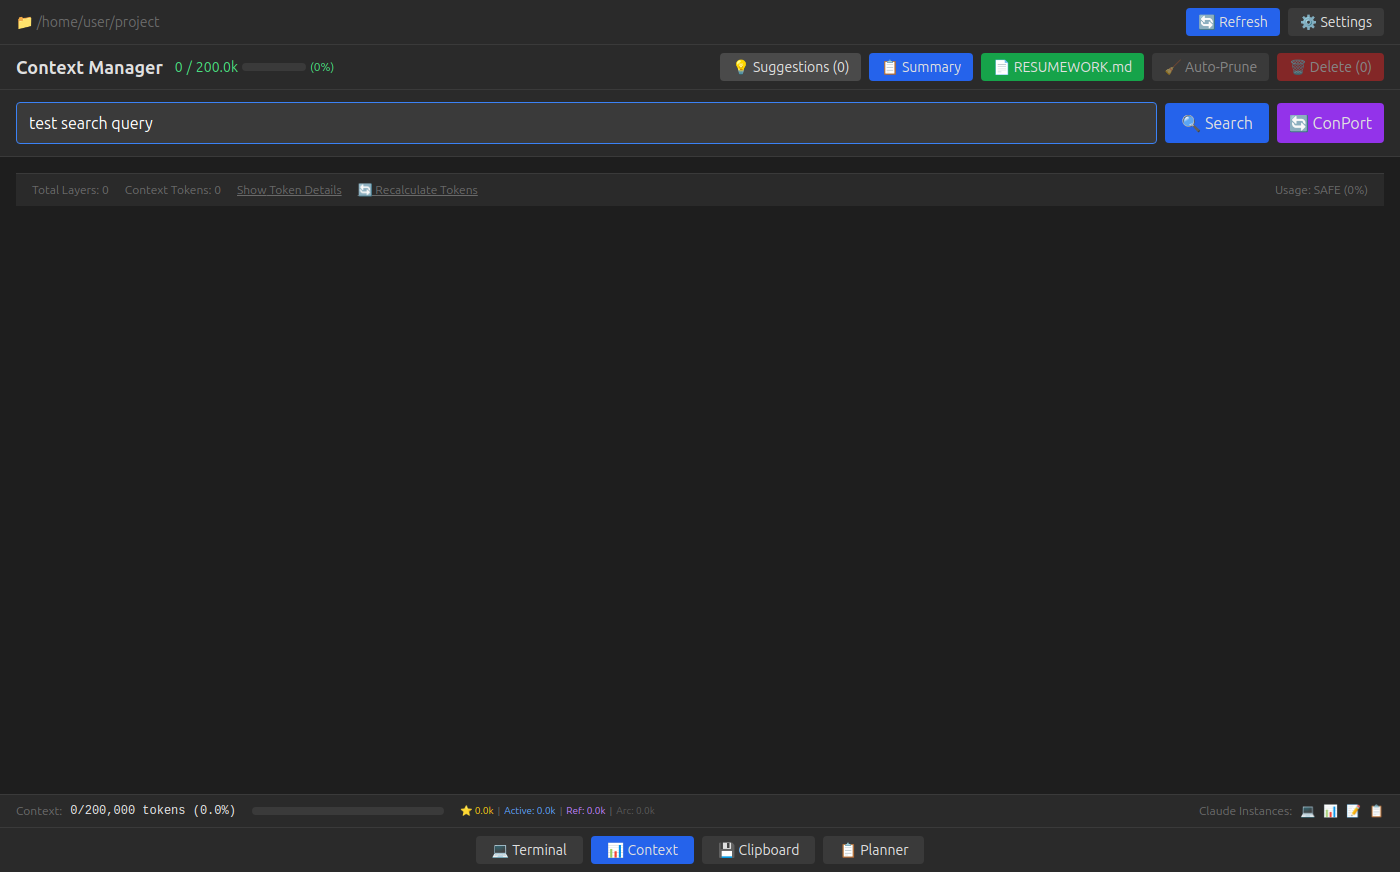 /home/user/project
Refresh
Settings
Context Manager 0 / 200.0k (0%)
Suggestions (0)
Summary
RESUMEWORK.md
Auto-Prune
Delete (0)
test search query
Search
ConPort
Total Layers: 0 Context Tokens: 0 Show Token Details Recalculate Tokens
Usage: SAFE (0%)
Context: 0/200,000 tokens (0.0%)
0.0k | Active: 0.0k | Ref: 0.0k | Arc: 0.0k
Claude Instances:
Terminal
Context
Clipboard
Planner